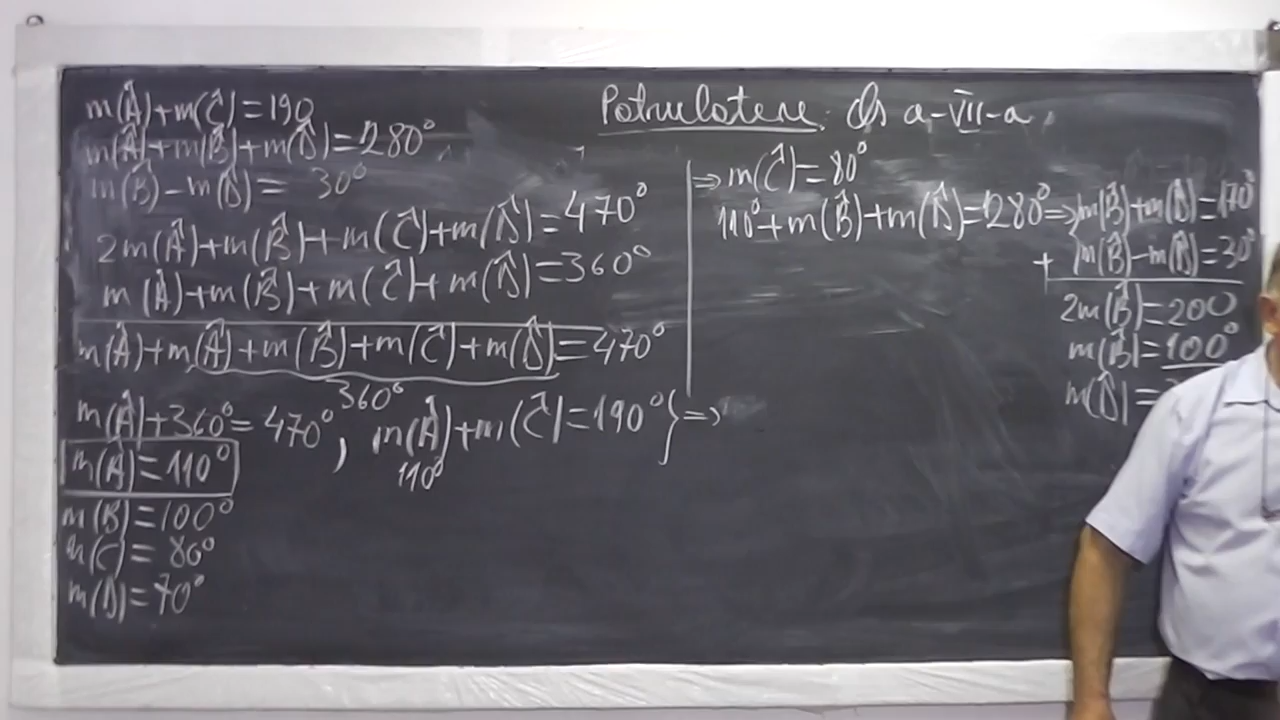 m(Â)+m(Ĉ)=190
m(Â)+m(B̂)+m(D̂)=280°
m(B̂)-m(D̂)= 30°
2m(Â)+m(B̂)+m(Ĉ)+m(D̂)=470°
m(Â)+m(B̂)+m(Ĉ)+m(D̂)=360°
m(Â)+m(Â)+m(B̂)+m(Ĉ)+m(D̂)=470°
360°
m(Â)+360°=470°, m(Â)+m(Ĉ)=190°}=>
110°
m(Â)=110°
m(B)=100°
m(C)=80°
m(D)=70°
Patrulatere. Cls a-VII-a.
=>m(Ĉ)=80°
110°+m(B̂)+m(D̂)=280°=>m(B̂)+m(D̂)=170°
+ m(B̂)-m(D̂)=30°
2m(B̂)=200
m(B̂)=100°
m(D̂)=